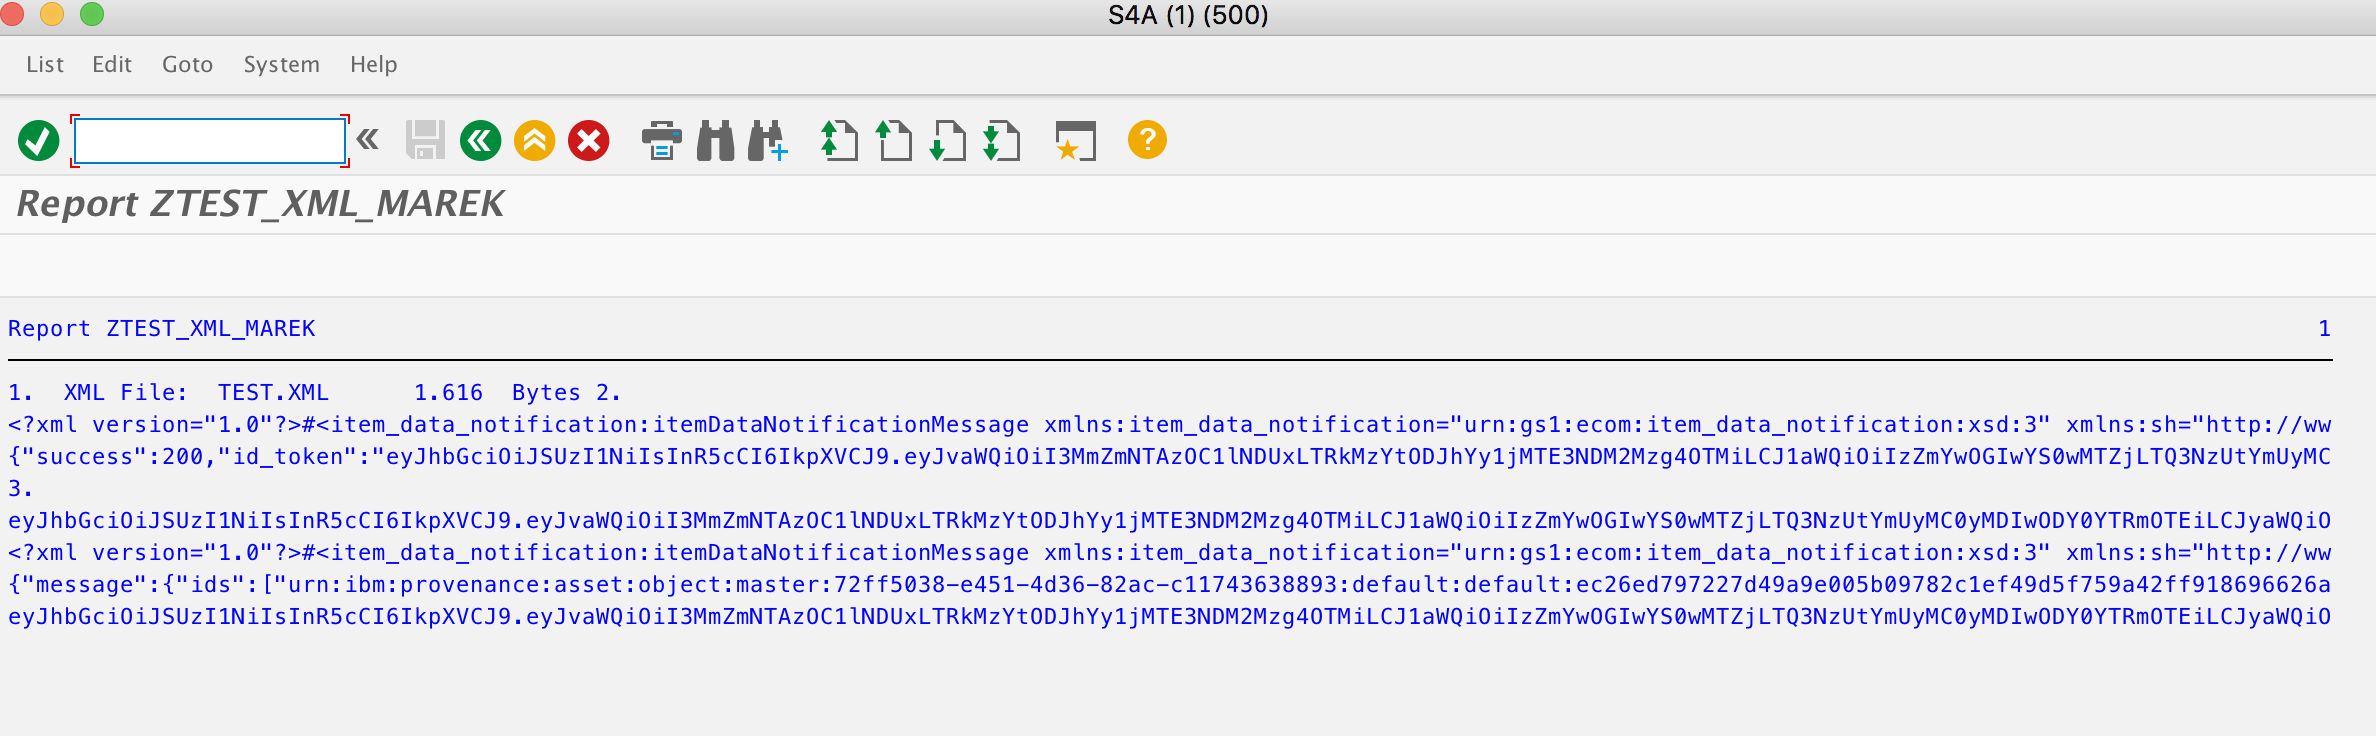 S4A (1) (500)
List Edit Goto System Help
Report ZTEST_XML_MAREK
Report ZTEST_XML_MAREK 1
1. XML File: TEST.XML 1.616 Bytes 2.
<?xml version="1.0"?>#<item_data_notification:itemDataNotificationMessage xmlns:item_data_notification="urn:gs1:ecom:item_data_notification:xsd:3" xmlns:sh="http://ww
{"success":200,"id_token":"eyJhbGciOiJSUzI1NiIsInR5cCI6IkpXVCJ9.eyJvaWQiOiI3MmZmNTAzOC1lNDUxLTRkMzYtODJhYy1jMTE3NDM2Mzg4OTMiLCJ1aWQiOiIzZmYwOGIwYS0wMTZjLTQ3NzUtYmUyMC
3.
eyJhbGciOiJSUzI1NiIsInR5cCI6IkpXVCJ9.eyJvaWQiOiI3MmZmNTAzOC1lNDUxLTRkMzYtODJhYy1jMTE3NDM2Mzg4OTMiLCJ1aWQiOiIzZmYwOGIwYS0wMTZjLTQ3NzUtYmUyMC0yMDIwODY0YTRmOTEiLCJyaWQiO
<?xml version="1.0"?>#<item_data_notification:itemDataNotificationMessage xmlns:item_data_notification="urn:gs1:ecom:item_data_notification:xsd:3" xmlns:sh="http://ww
{"message":{"ids":["urn:ibm:provenance:asset:object:master:72ff5038-e451-4d36-82ac-c11743638893:default:default:ec26ed797227d49a9e005b09782c1ef49d5f759a42ff918696626a
eyJhbGciOiJSUzI1NiIsInR5cCI6IkpXVCJ9.eyJvaWQiOiI3MmZmNTAzOC1lNDUxLTRkMzYtODJhYy1jMTE3NDM2Mzg4OTMiLCJ1aWQiOiIzZmYwOGIwYS0wMTZjLTQ3NzUtYmUyMC0yMDIwODY0YTRmOTEiLCJyaWQiO